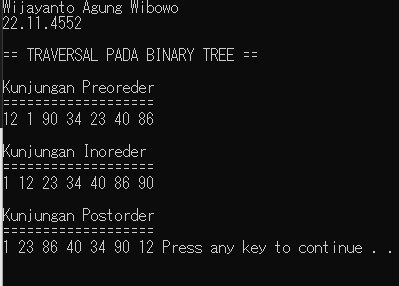 Wijayanto Agung Wibowo
22.11.4552
== TRAVERSAL PADA BINARY TREE ==
Kunjungan Preoreder
===================
12 1 90 34 23 40 86
Kunjungan Inoreder
===================
1 12 23 34 40 86 90
Kunjungan Postorder
===================
1 23 86 40 34 90 12 Press any key to continue . .